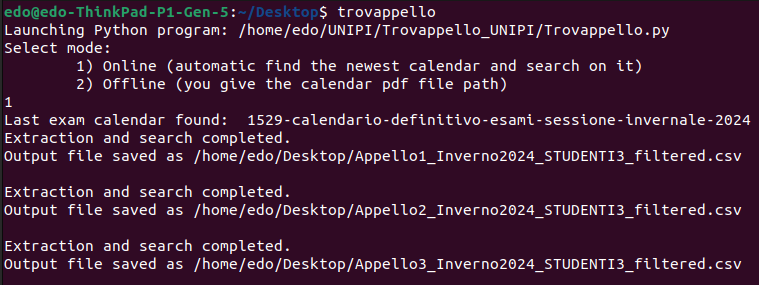 edo@edo-ThinkPad-P1-Gen-5:~/Desktop$ trovappello
Launching Python program: /home/edo/UNIPI/Trovappello_UNIPI/Trovappello.py
Select mode:
1) Online (automatic find the newest calendar and search on it)
2) Offline (you give the calendar pdf file path)
1
Last exam calendar found:  1529-calendario-definitivo-esami-sessione-invernale-2024
Extraction and search completed.
Output file saved as /home/edo/Desktop/Appello1_Inverno2024_STUDENTI3_filtered.csv
Extraction and search completed.
Output file saved as /home/edo/Desktop/Appello2_Inverno2024_STUDENTI3_filtered.csv
Extraction and search completed.
Output file saved as /home/edo/Desktop/Appello3_Inverno2024_STUDENTI3_filtered.csv